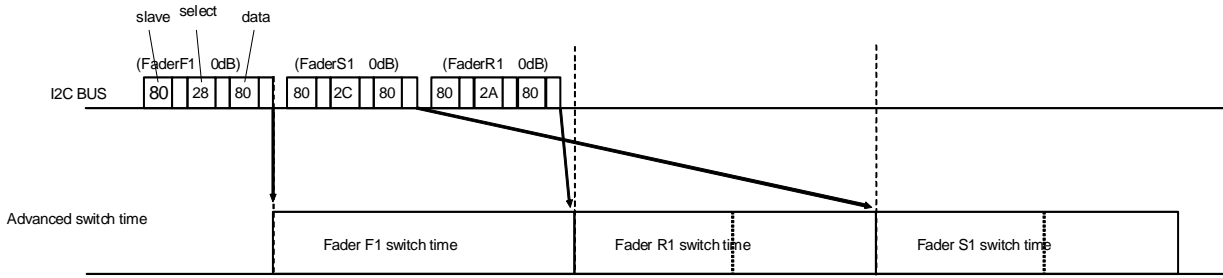 slave select data
(FaderF1 0dB) (FaderS1 0dB) (FaderR1 0dB)
I2C BUS 80 28 80 80 2C 80 80 2A 80
Advanced switch time
Fader F1 switch time Fader R1 switch time Fader S1 switch time